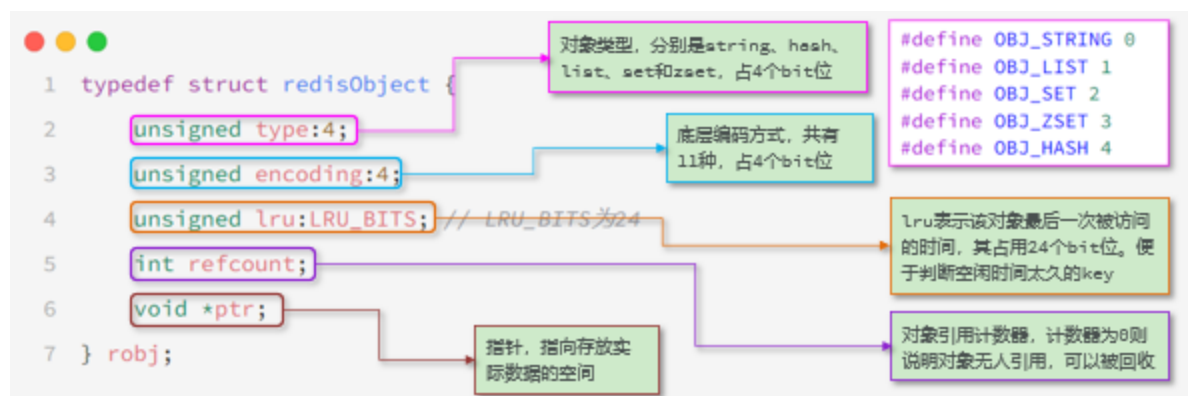 1 typedef struct redisObject {
2 unsigned type:4;
3 unsigned encoding:4;
4 unsigned lru:LRU_BITS; // LRU_BITS为24
5 int refcount;
6 void *ptr;
7 } robj;
对象类型，分别是string、hash、
list、set和zset，占4个bit位
#define OBJ_STRING 0
#define OBJ_LIST 1
#define OBJ_SET 2
#define OBJ_ZSET 3
#define OBJ_HASH 4
底层编码方式，共有
11种，占4个bit位
lru表示该对象最后一次被访问
的时间，其占用24个bit位。便
于判断空闲时间太久的key
对象引用计数器，计数器为0则
说明对象无人引用，可以被回收
指针，指向存放实
际数据的空间